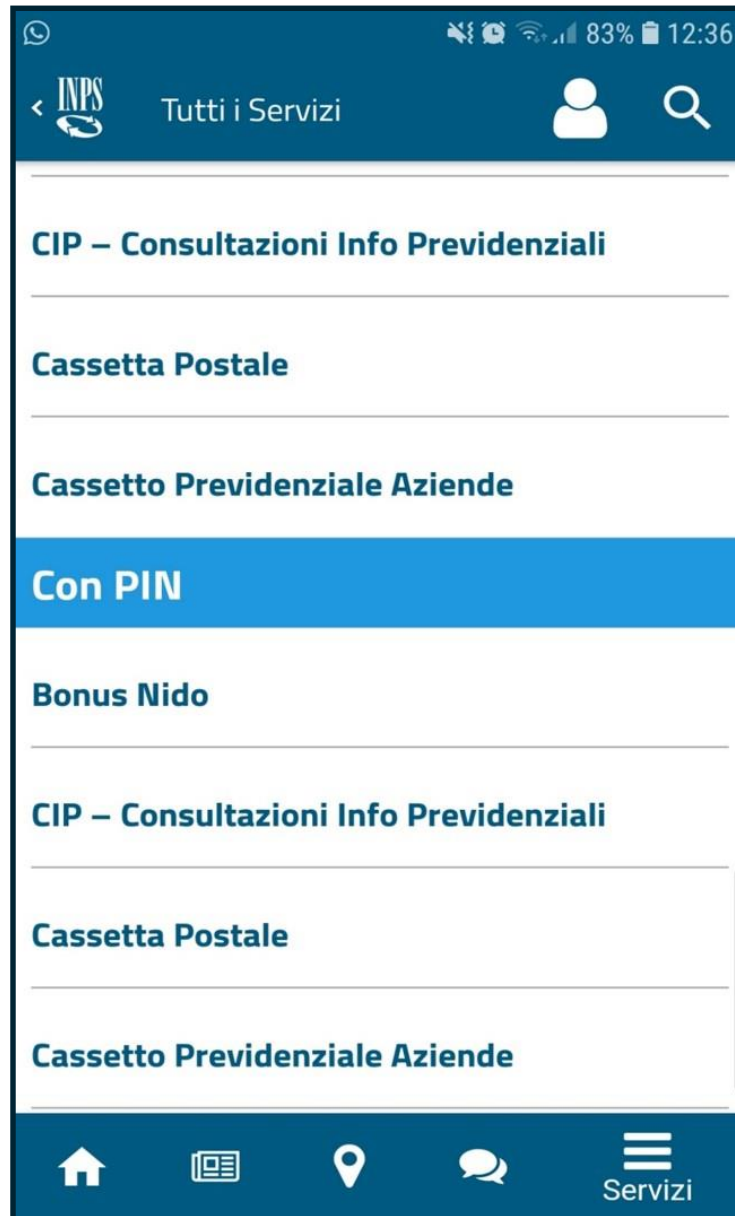 83% 12:36
INPS
Tutti i Servizi
CIP – Consultazioni Info Previdenziali
Cassetta Postale
Cassetto Previdenziale Aziende
Con PIN
Bonus Nido
CIP – Consultazioni Info Previdenziali
Cassetta Postale
Cassetto Previdenziale Aziende
Servizi